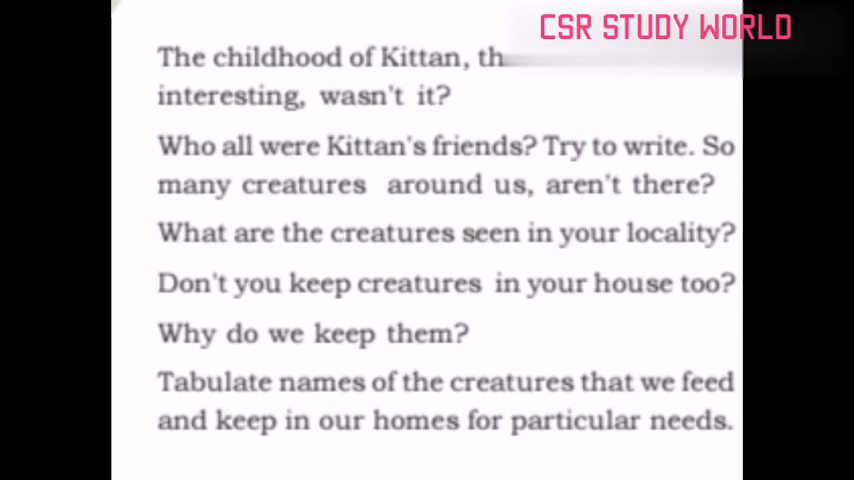 CSR STUDY WORLD
The childhood of Kittan,
interesting, wasn't it?
Who all were Kittan's friends? Try to write. So
many creatures around us, aren't there?
What are the creatures seen in your locality?
Don't you keep creatures in your house too?
Why do we keep them?
Tabulate names of the creatures that we feed
and keep in our homes for particular needs.